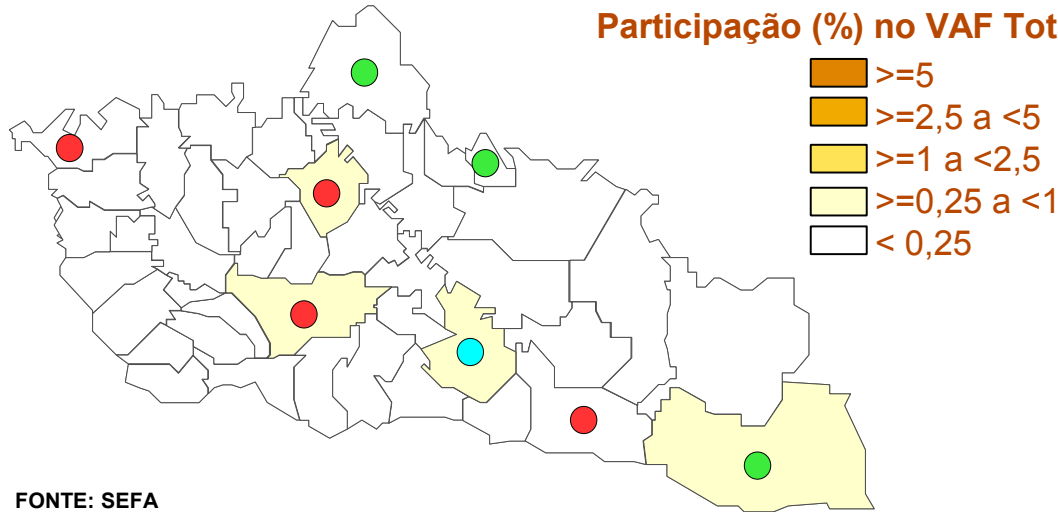 Participação (%) no VAF Tot
>=5
>=2,5 a <5
>=1 a <2,5
>=0,25 a <1
< 0,25
FONTE: SEFA